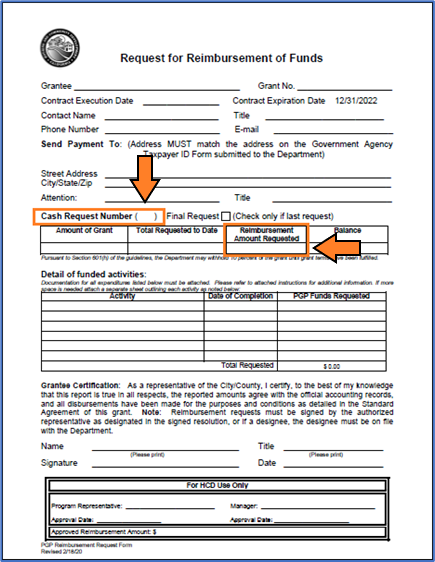 Request for Reimbursement of Funds
Grantee Grant No.
Contract Execution Date Contract Expiration Date 12/31/2022
Contact Name Title
Phone Number E-mail
Send Payment To: (Address MUST match the address on the Government Agency
Taxpayer ID Form submitted to the Department)
Street Address
City/State/Zip
Attention: Title
Cash Request Number ( ) Final Request (Check only if last request)
Amount of Grant Total Requested to Date Reimbursement Amount Requested Balance
Pursuant to Section 601(h) of the guidelines, the Department may withhold 10 percent of the grant until grant terms have been fulfilled.
Detail of funded activities:
Documentation for all expenditures listed below must be attached. Please refer to attached instructions for additional information. If more
space is needed attach a separate sheet outlining each activity as noted below:
Activity Date of Completion PGP Funds Requested
Total Requested $ 0.00
Grantee Certification: As a representative of the City/County, I certify, to the best of my knowledge
that this report is true in all respects, the reported amounts agree with the official accounting records,
and all disbursements have been made for the purposes and conditions as detailed in the Standard
Agreement of this grant. Note: Reimbursement requests must be signed by the authorized
representative as designated in the signed resolution, or if a designee, the designee must be on file
with the Department.
Name Title
(Please print) (Please print)
Signature Date
For HCD Use Only
Program Representative: Manager:
Approval Date: Approval Date:
Approved Reimbursement Amount: $
PGP Reimbursement Request Form
Revised 2/18/20